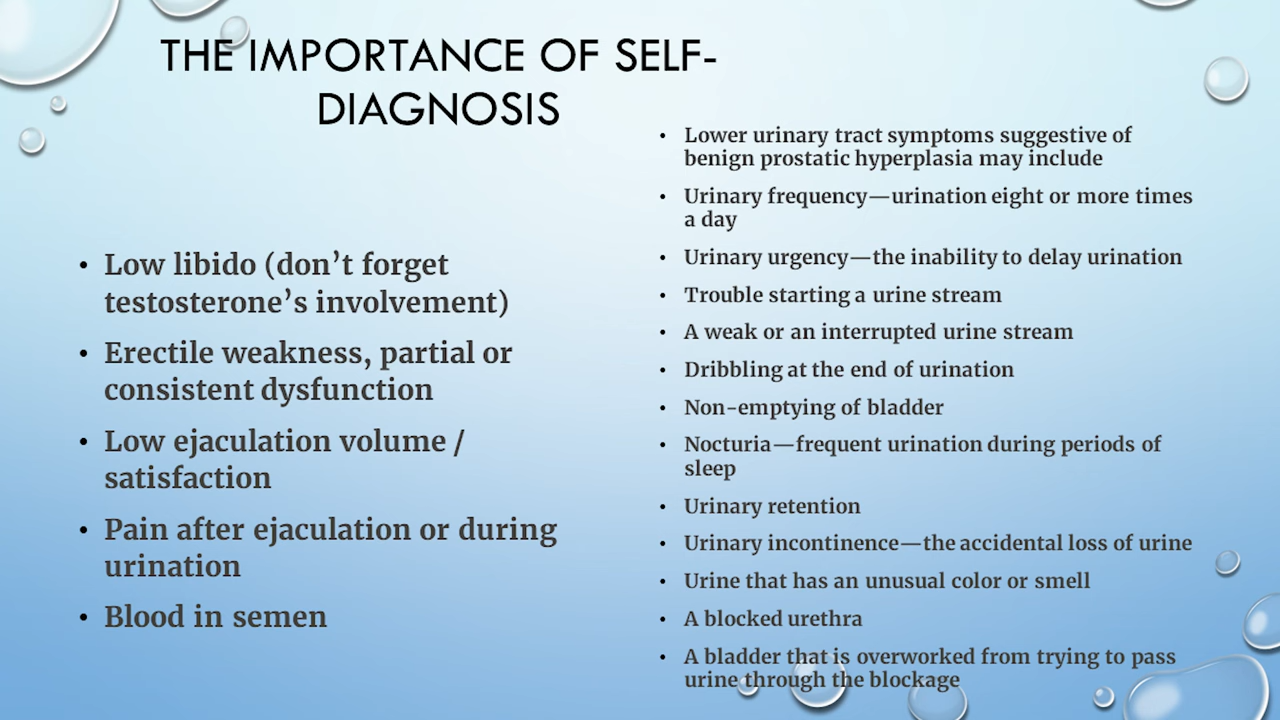 THE IMPORTANCE OF SELF-
DIAGNOSIS
• Low libido (don’t forget
testosterone’s involvement)
• Erectile weakness, partial or
consistent dysfunction
• Low ejaculation volume /
satisfaction
• Pain after ejaculation or during
urination
• Blood in semen
• Lower urinary tract symptoms suggestive of
benign prostatic hyperplasia may include
• Urinary frequency—urination eight or more times
a day
• Urinary urgency—the inability to delay urination
• Trouble starting a urine stream
• A weak or an interrupted urine stream
• Dribbling at the end of urination
• Non-emptying of bladder
• Nocturia—frequent urination during periods of
sleep
• Urinary retention
• Urinary incontinence—the accidental loss of urine
• Urine that has an unusual color or smell
• A blocked urethra
• A bladder that is overworked from trying to pass
urine through the blockage